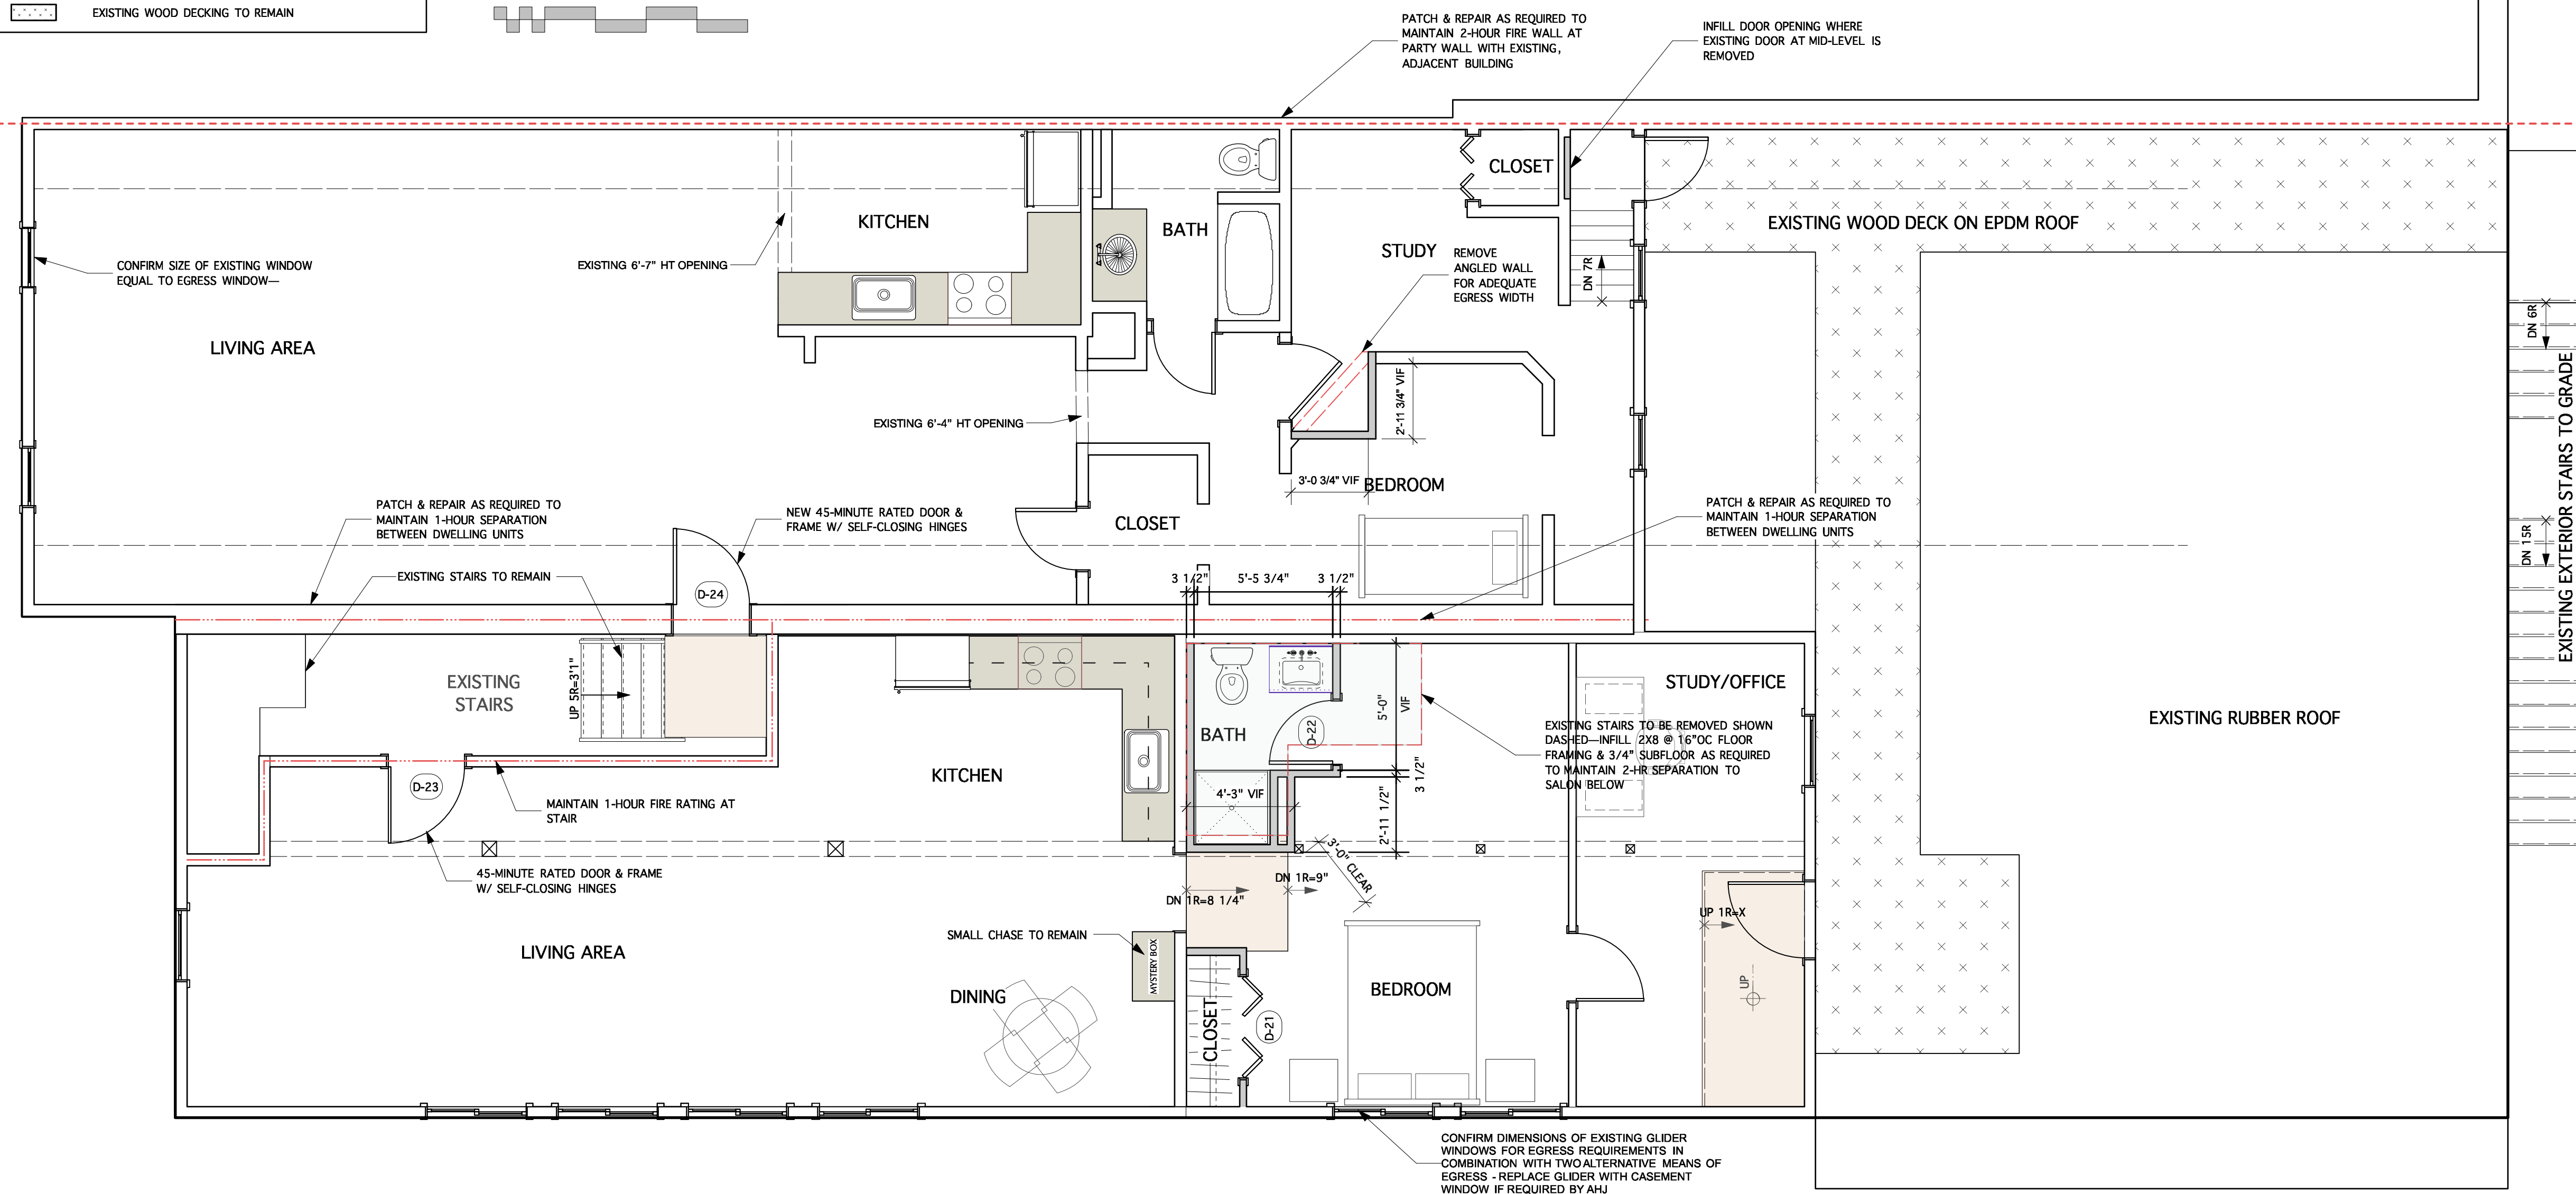 EXISTING WOOD DECKING TO REMAIN
PATCH & REPAIR AS REQUIRED TO
MAINTAIN 2-HOUR FIRE WALL AT
PARTY WALL WITH EXISTING,
ADJACENT BUILDING
INFILL DOOR OPENING WHERE
EXISTING DOOR AT MID-LEVEL IS
REMOVED
CLOSET
KITCHEN
BATH
STUDY
EXISTING WOOD DECK ON EPDM ROOF
EXISTING 6'-7" HT OPENING
CONFIRM SIZE OF EXISTING WINDOW
EQUAL TO EGRESS WINDOW—
REMOVE
ANGLED WALL
FOR ADEQUATE
EGRESS WIDTH
DN 7R
DN 6R
LIVING AREA
2'-11 3/4" VIF
EXISTING 6'-4" HT OPENING
3'-0 3/4" VIF
BEDROOM
EXISTING EXTERIOR STAIRS TO GRADE
DN 15R
PATCH & REPAIR AS REQUIRED TO
MAINTAIN 1-HOUR SEPARATION
BETWEEN DWELLING UNITS
NEW 45-MINUTE RATED DOOR &
FRAME W/ SELF-CLOSING HINGES
CLOSET
PATCH & REPAIR AS REQUIRED TO
MAINTAIN 1-HOUR SEPARATION
BETWEEN DWELLING UNITS
EXISTING STAIRS TO REMAIN
D-24
3 1/2"
5'-5 3/4"
3 1/2"
EXISTING
STAIRS
UP 5R=3'1"
STUDY/OFFICE
5'-0"
VIF
BATH
D-22
EXISTING STAIRS TO BE REMOVED SHOWN
DASHED—INFILL 2X8 @ 16"OC FLOOR
FRAMING & 3/4" SUBFLOOR AS REQUIRED
TO MAINTAIN 2-HR SEPARATION TO
SALON BELOW
EXISTING RUBBER ROOF
KITCHEN
D-23
4'-3" VIF
3 1/2"
2'-11 1/2"
MAINTAIN 1-HOUR FIRE RATING AT
STAIR
45-MINUTE RATED DOOR & FRAME
W/ SELF-CLOSING HINGES
3'-0" CLEAR
DN 1R=9"
DN 1R=8 1/4"
UP 1R=X
SMALL CHASE TO REMAIN
MYSTERY BOX
LIVING AREA
DINING
BEDROOM
UP
CLOSET
D-21
CONFIRM DIMENSIONS OF EXISTING GLIDER
WINDOWS FOR EGRESS REQUIREMENTS IN
COMBINATION WITH TWO ALTERNATIVE MEANS OF
EGRESS - REPLACE GLIDER WITH CASEMENT
WINDOW IF REQUIRED BY AHJ